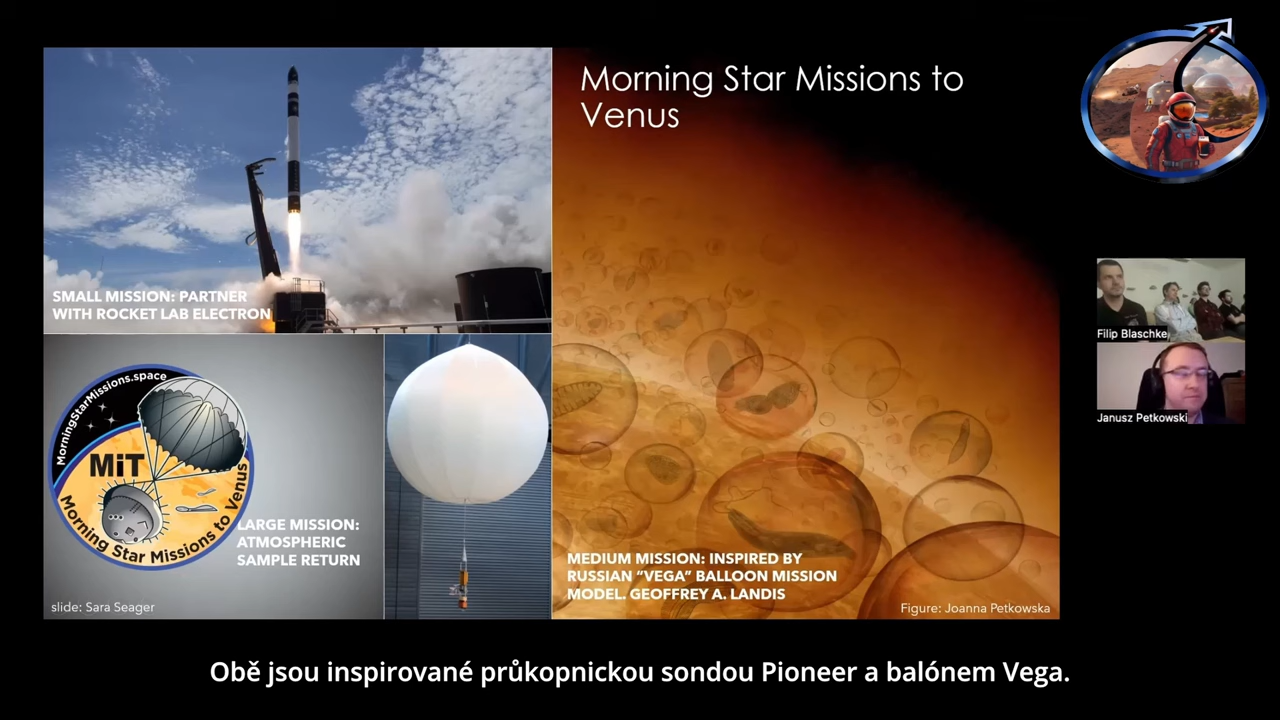 Morning Star Missions to
Venus
SMALL MISSION: PARTNER
WITH ROCKET LAB ELECTRON
MorningStarMissions.space
MiT
Morning Star Missions to Venus
LARGE MISSION:
ATMOSPHERIC
SAMPLE RETURN
slide: Sara Seager
MEDIUM MISSION: INSPIRED BY
RUSSIAN “VEGA” BALLOON MISSION
MODEL. GEOFFREY A. LANDIS
Figure: Joanna Petkowska
Filip Blaschke
Janusz Petkowski
Obě jsou inspirované průkopnickou sondou Pioneer a balónem Vega.